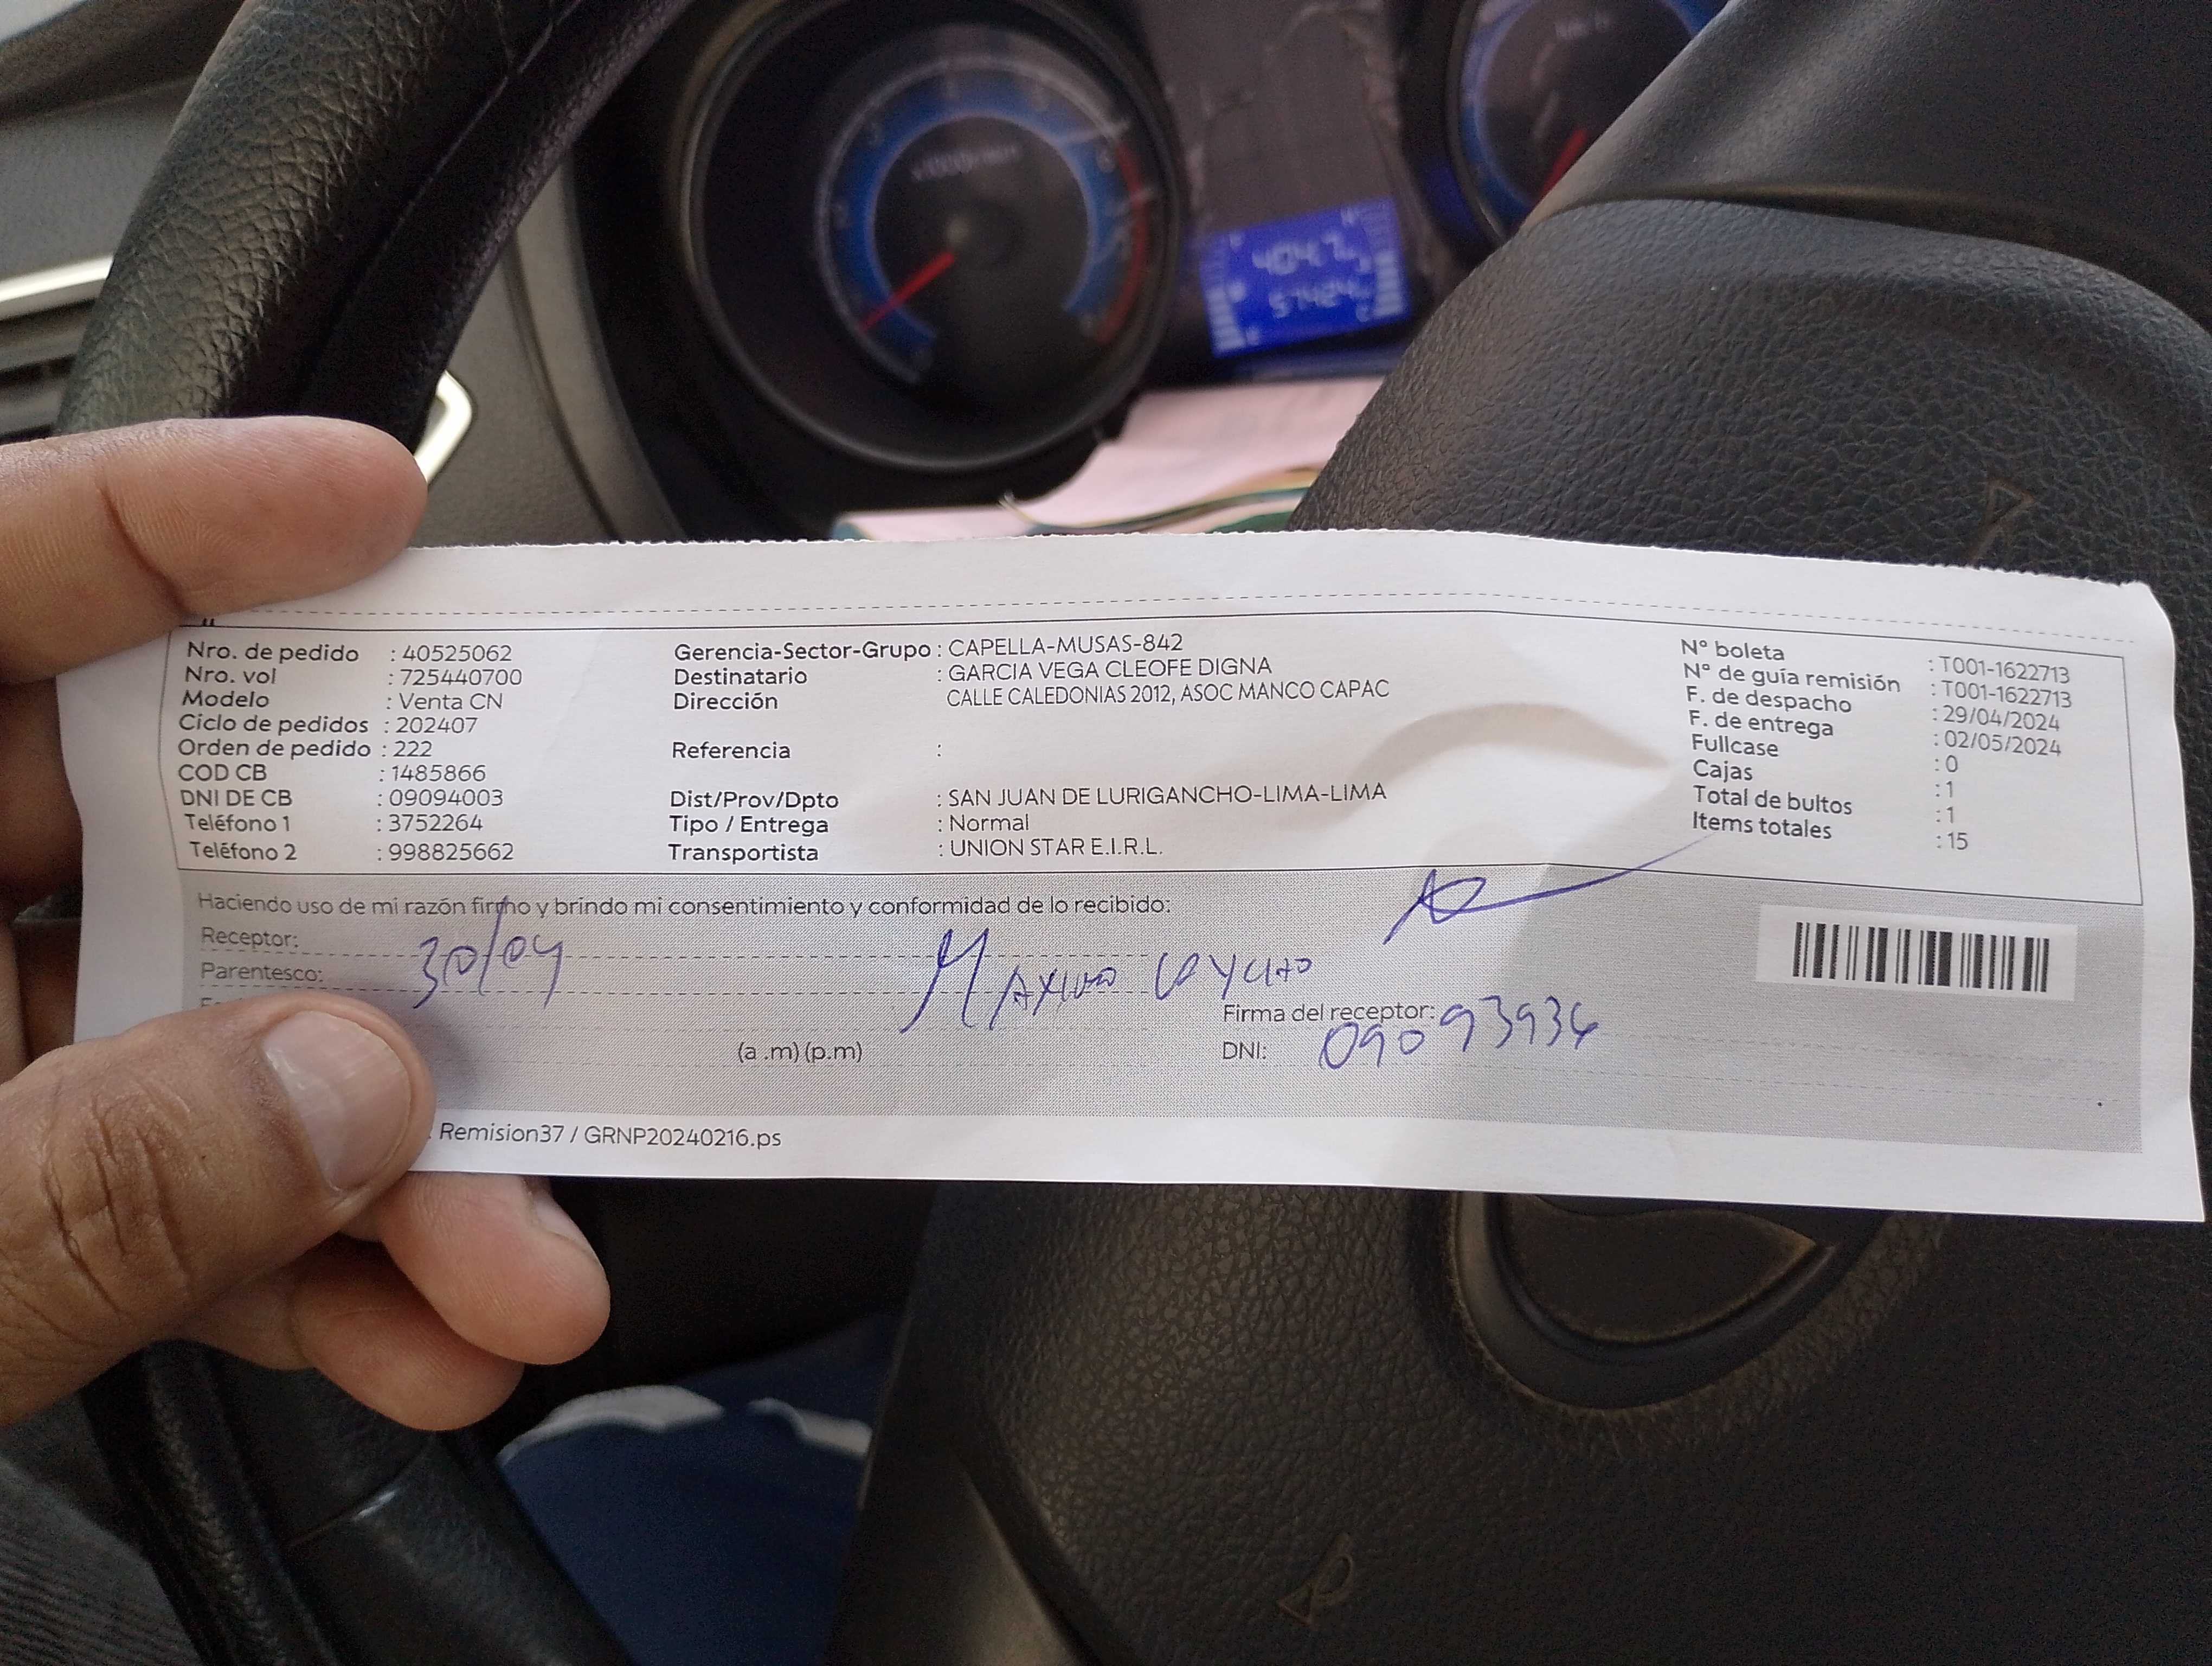 Nro. de pedido : 40525062
Nro. vol : 725440700
Modelo : Venta CN
Ciclo de pedidos : 202407
Orden de pedido : 222
COD CB : 1485866
DNI DE CB : 09094003
Teléfono 1 : 3752264
Teléfono 2 : 998825662
Gerencia-Sector-Grupo : CAPELLA-MUSAS-842
Destinatario : GARCIA VEGA CLEOFE DIGNA
Dirección CALLE CALEDONIAS 2012, ASOC MANCO CAPAC
Referencia :
Dist/Prov/Dpto : SAN JUAN DE LURIGANCHO-LIMA-LIMA
Tipo / Entrega : Normal
Transportista : UNION STAR E.I.R.L.
N° boleta : T001-1622713
N° de guía remisión : T001-1622713
F. de despacho : 29/04/2024
F. de entrega : 02/05/2024
Fullcase : 0
Cajas : 1
Total de bultos : 1
Items totales : 15
Haciendo uso de mi razón firmo y brindo mi consentimiento y conformidad de lo recibido:
Receptor:
Parentesco:
30/04
(a .m) (p.m)
Firma del receptor:
DNI: 09093936
Remision37 / GRNP20240216.ps